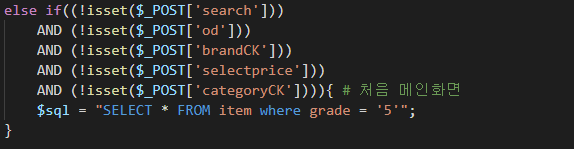 else if((!isset($_POST['search']))
AND (!isset($_POST['od']))
AND (!isset($_POST['brandCK']))
AND (!isset($_POST['selectprice']))
AND (!isset($_POST['categoryCK']))){ # 처음 메인화면
$sql = "SELECT * FROM item where grade = '5'";
}